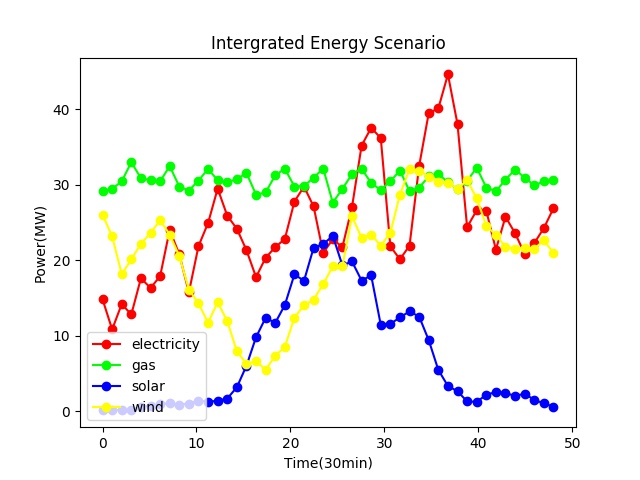 Intergrated Energy Scenario
Power(MW)
40
30
20
10
0
electricity
gas
solar
wind
0 10 20 30 40 50
Time(30min)